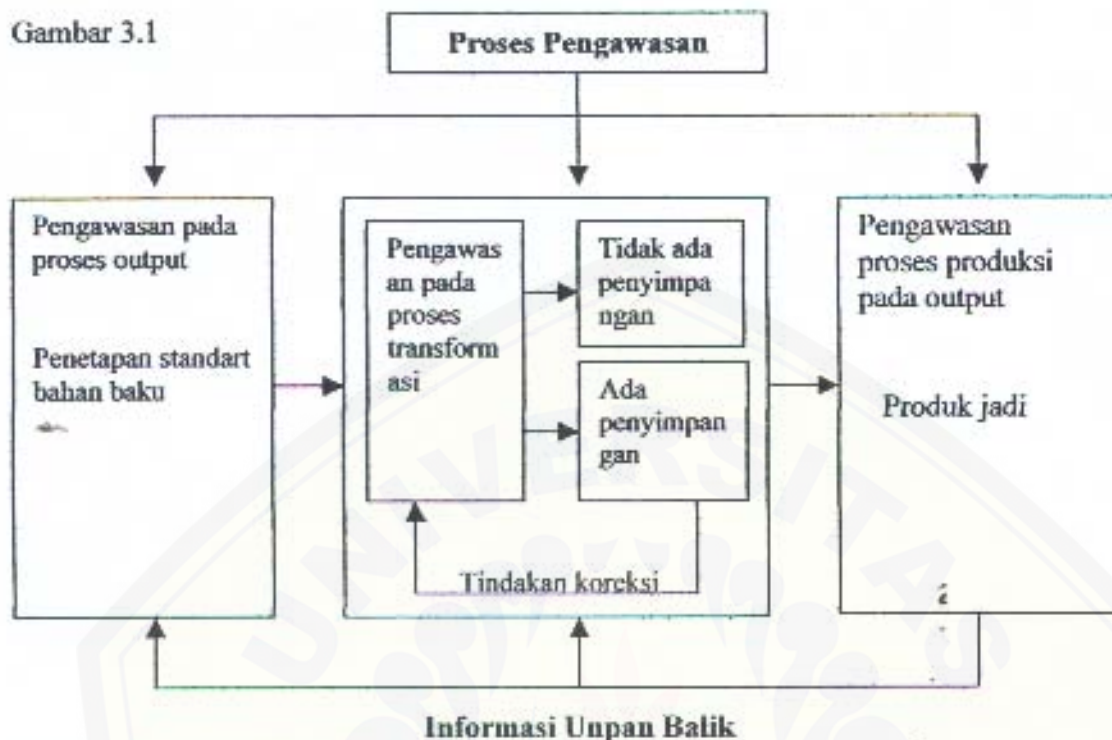 Gambar 3.1
Proses Pengawasan
Pengawasan pada
proses output
Penetapan standart
bahan baku
Pengawas
an pada
proses
transform
asi
Tidak ada
penyimpa
ngan
Ada
penyimpan
gan
Tindakan koreksi
Pengawasan
proses produksi
pada output
Produk jadi
Informasi Unpan Balik
UNIVERSITAS